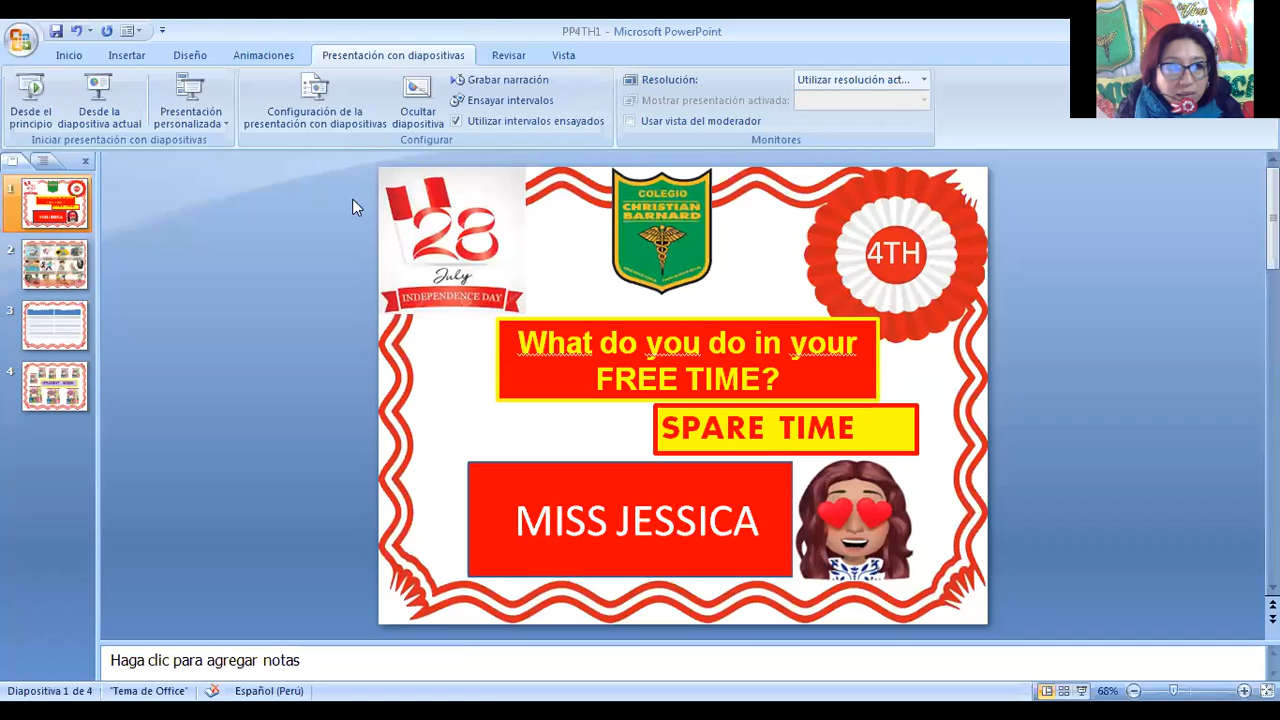 PP4TH1 - Microsoft PowerPoint
Inicio Insertar Diseño Animaciones Presentación con diapositivas Revisar Vista
Desde el principio
Desde la diapositiva actual
Presentación personalizada
Iniciar presentación con diapositivas
Configuración de la presentación con diapositivas
Ocultar diapositiva
Grabar narración
Ensayar intervalos
Utilizar intervalos ensayados
Configurar
Resolución: Utilizar resolución act...
Mostrar presentación activada:
Usar vista del moderador
Monitores
1
2
3
4
28
July
INDEPENDENCE DAY
COLEGIO
CHRISTIAN
BARNARD
4TH
What do you do in your
FREE TIME?
SPARE TIME
MISS JESSICA
Haga clic para agregar notas
Diapositiva 1 de 4 "Tema de Office" Español (Perú) 68%